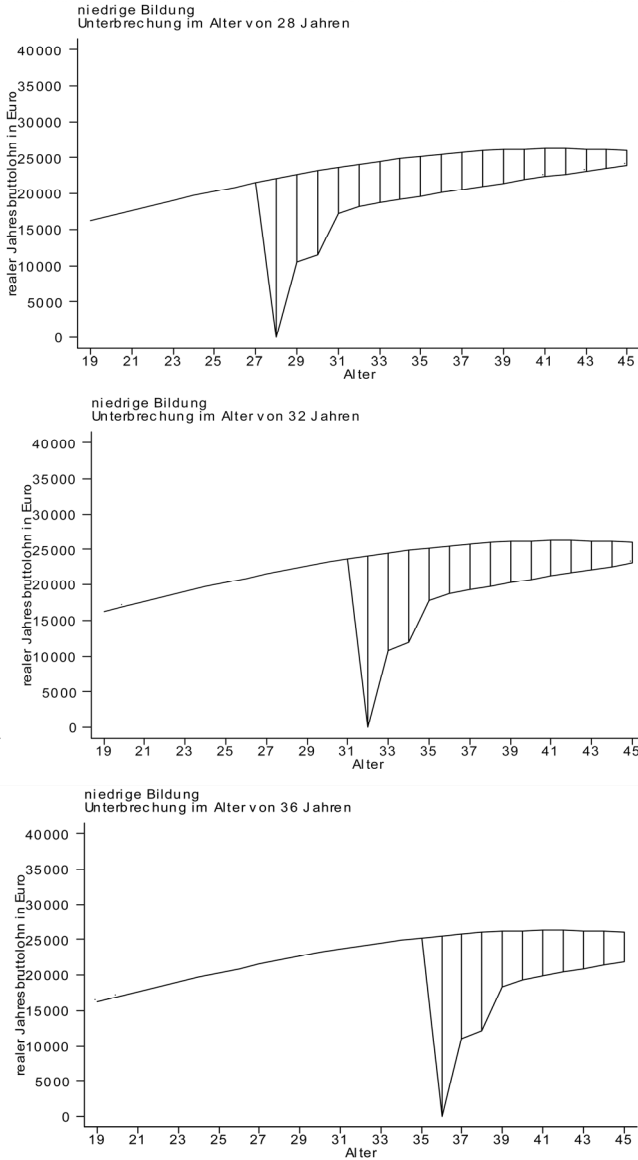 niedrige Bildung
Unterbrechung im Alter von 28 Jahren
realer Jahresbruttolohn in Euro
40000
35000
30000
25000
20000
15000
10000
5000
0
19 21 23 25 27 29 31 33 35 37 39 41 43 45
Alter
niedrige Bildung
Unterbrechung im Alter von 32 Jahren
realer Jahresbruttolohn in Euro
40000
35000
30000
25000
20000
15000
10000
5000
0
19 21 23 25 27 29 31 33 35 37 39 41 43 45
Alter
niedrige Bildung
Unterbrechung im Alter von 36 Jahren
realer Jahresbruttolohn in Euro
40000
35000
30000
25000
20000
15000
10000
5000
0
19 21 23 25 27 29 31 33 35 37 39 41 43 45
Alter